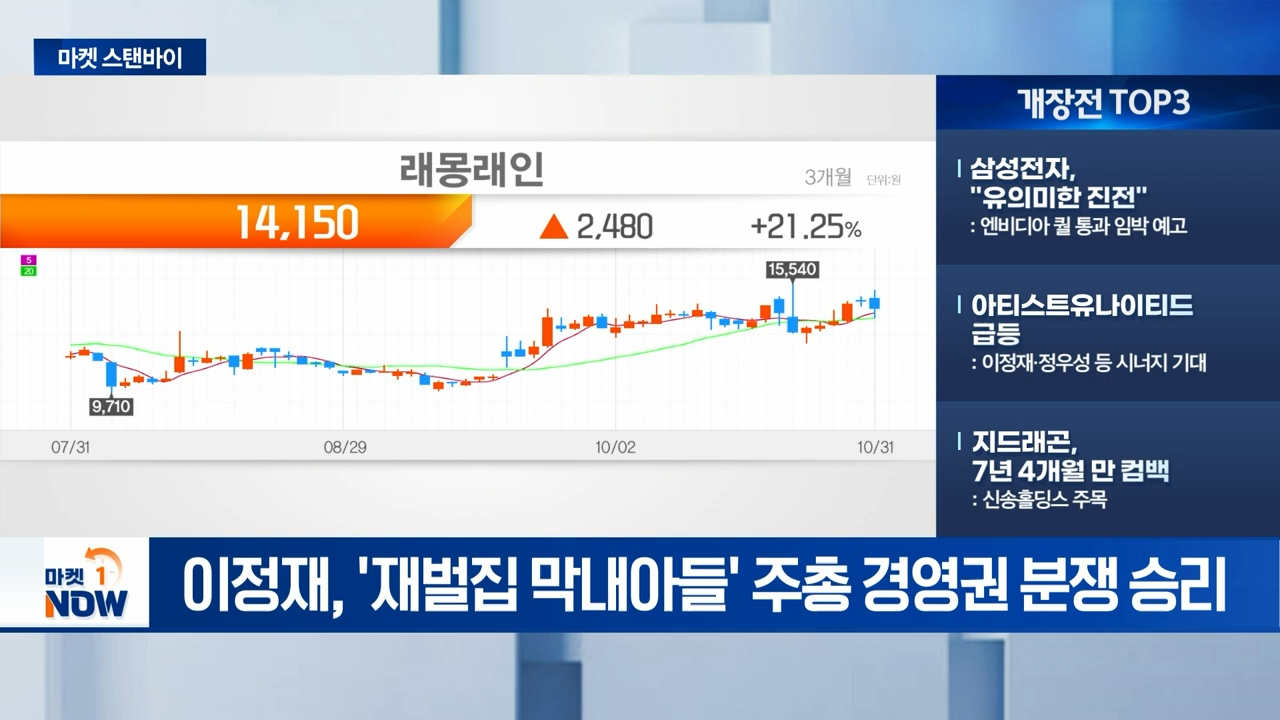 마켓 스탠바이
래몽래인
3개월 단위:원
14,150 ▲ 2,480 +21.25%
5
20
15,540
9,710
07/31 08/29 10/02 10/31
개장전 TOP3
삼성전자,
"유의미한 진전"
: 엔비디아 퀄 통과 임박 예고
아티스트유나이티드
급등
: 이정재·정우성 등 시너지 기대
지드래곤,
7년 4개월 만 컴백
: 신송홀딩스 주목
마켓 1
NOW
이정재, '재벌집 막내아들' 주총 경영권 분쟁 승리